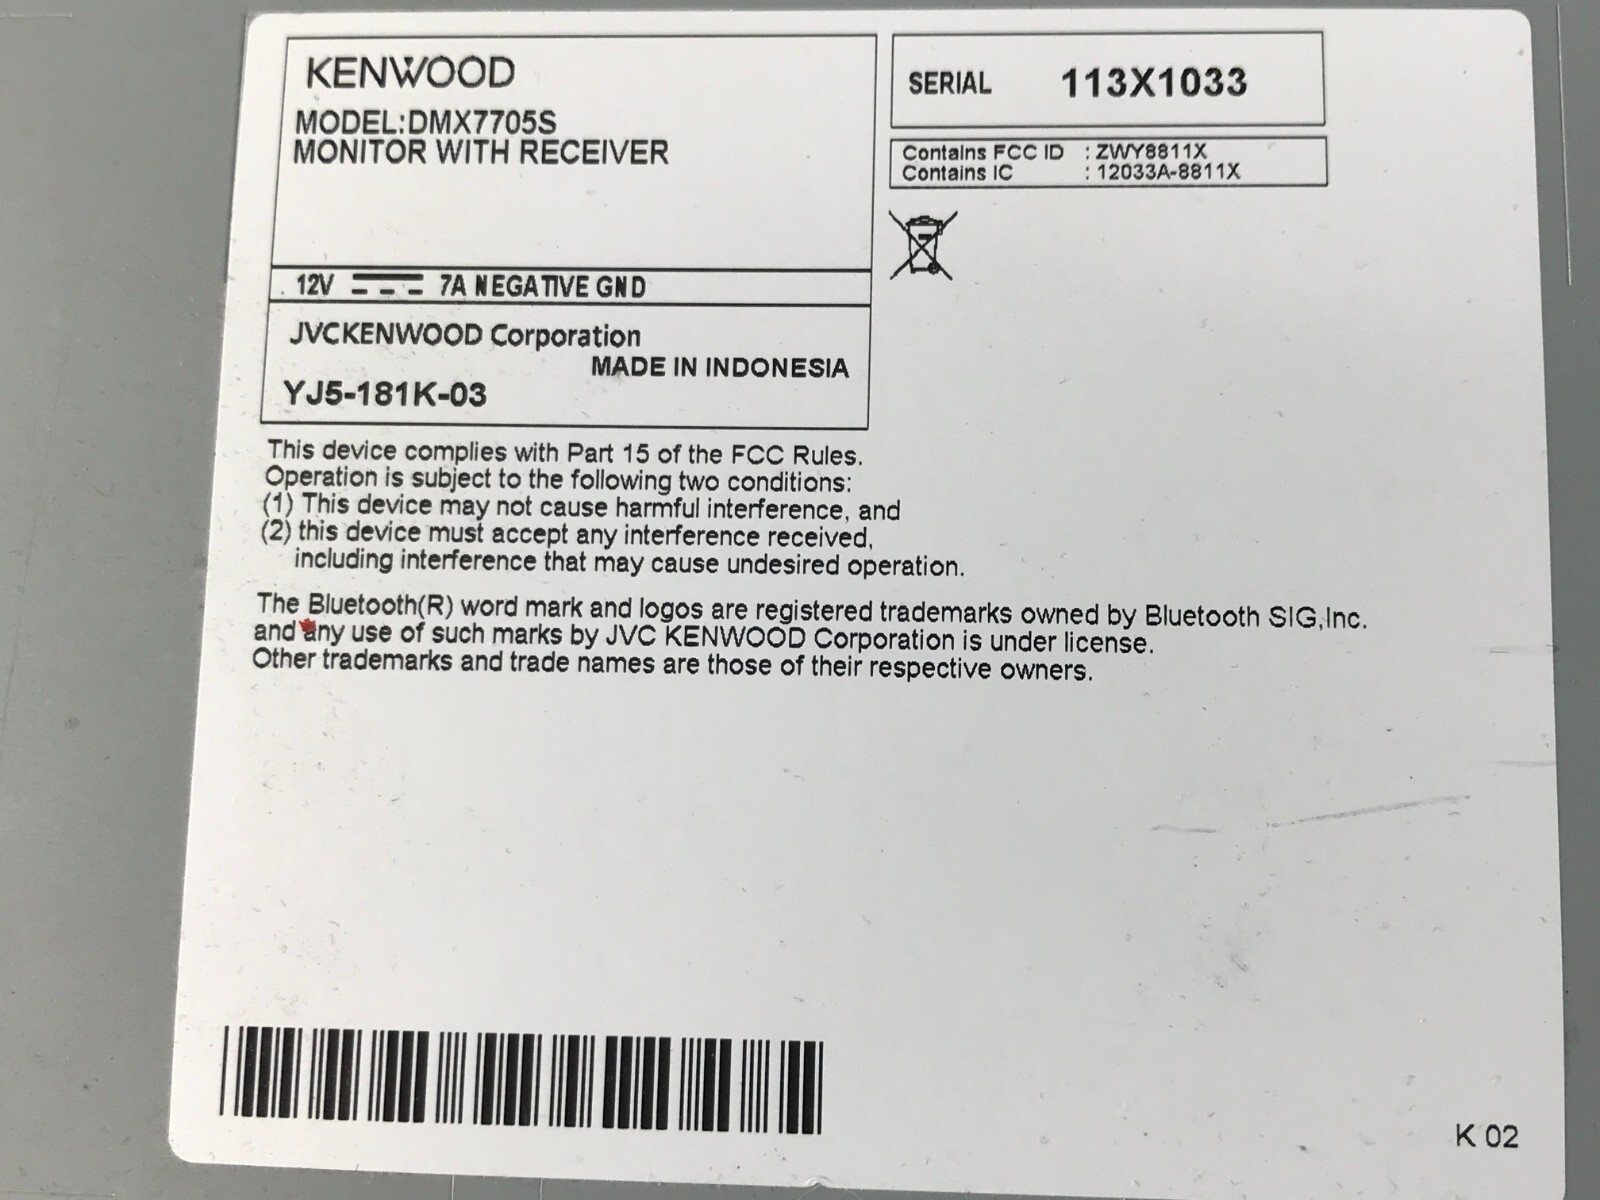 KENWOOD
MODEL:DMX7705S
MONITOR WITH RECEIVER
12V 7A NEGATIVE GND
JVCKENWOOD Corporation
MADE IN INDONESIA
YJ5-181K-03
SERIAL 113X1033
Contains FCC ID : ZWY8811X
Contains IC : 12033A-8811X
This device complies with Part 15 of the FCC Rules.
Operation is subject to the following two conditions:
(1) This device may not cause harmful interference, and
(2) this device must accept any interference received,
including interference that may cause undesired operation.
The Bluetooth(R) word mark and logos are registered trademarks owned by Bluetooth SIG,Inc.
and any use of such marks by JVC KENWOOD Corporation is under license.
Other trademarks and trade names are those of their respective owners.
K 02